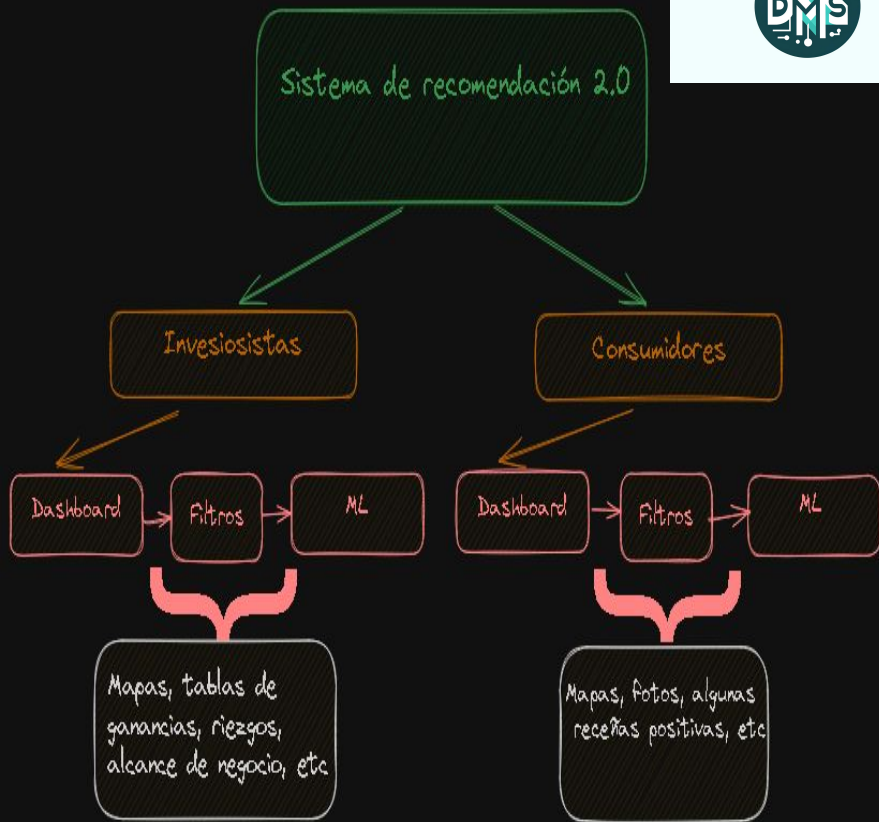 DMS
Sistema de recomendación 2.0
Invesiosistas
Consumidores
Dashboard
Filtros
ML
Dashboard
Filtros
ML
Mapas, tablas de
ganancias, riezgos,
alcance de negocio, etc
Mapas, fotos, algunas
receñas positivas, etc